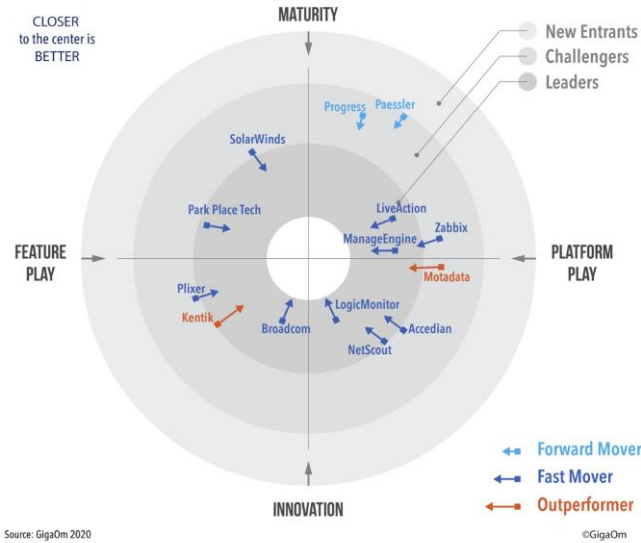 CLOSER
to the center is
BETTER
MATURITY
New Entrants
Challengers
Leaders
Progress
Paessler
SolarWinds
Park Place Tech
LiveAction
Zabbix
ManageEngine
FEATURE
PLAY
PLATFORM
PLAY
Motadata
Plixer
Kentik
Broadcom
LogicMonitor
Accedian
NetScout
Forward Mover
Fast Mover
Outperformer
INNOVATION
Source: GigaOm 2020
©GigaOm